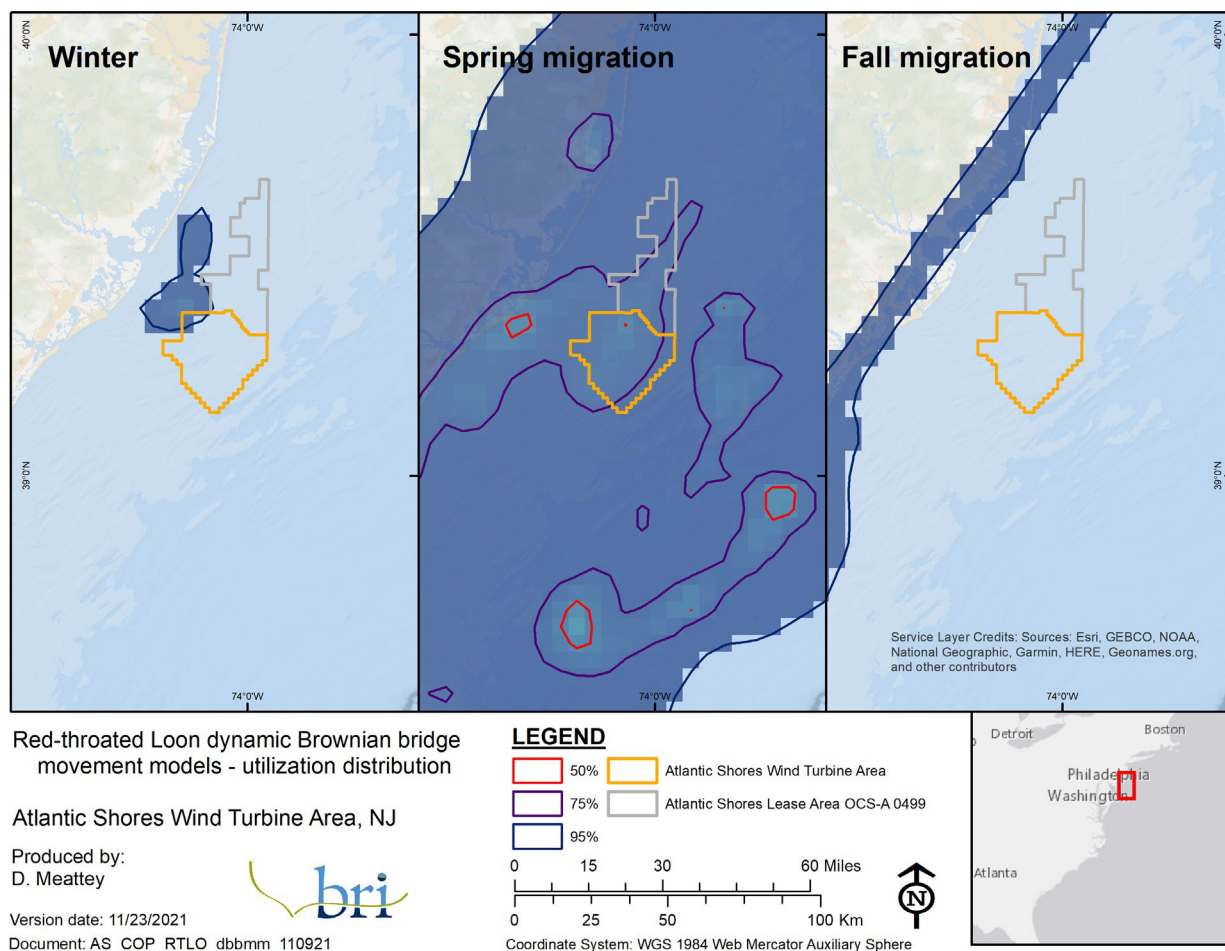 74°0'W
74°0'W
74°0'W
40°0'N
40°0'N
Winter
Spring migration
Fall migration
39°0'N
39°0'N
Service Layer Credits: Sources: Esri, GEBCO, NOAA,
National Geographic, Garmin, HERE, Geonames.org,
and other contributors
74°0'W
74°0'W
74°0'W
Red-throated Loon dynamic Brownian bridge
movement models - utilization distribution
Atlantic Shores Wind Turbine Area, NJ
Produced by:
D. Meattey
bri
Version date: 11/23/2021
Document: AS_COP_RTLO_dbbmm_110921
LEGEND
50%
Atlantic Shores Wind Turbine Area
75%
Atlantic Shores Lease Area OCS-A 0499
95%
0 15 30 60 Miles
0 25 50 100 Km
N
Coordinate System: WGS 1984 Web Mercator Auxiliary Sphere
Detroit
Boston
Philadelphia
Washington
Atlanta